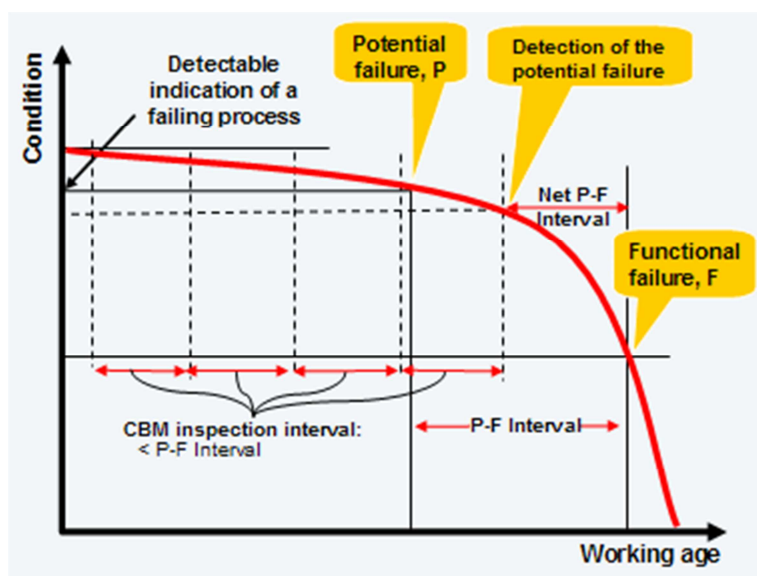 Condition
Detectable
indication of a
failing process
Potential
failure, P
Detection of the
potential failure
Net P-F
Interval
Functional
failure, F
CBM inspection interval:
< P-F Interval
P-F Interval
Working age